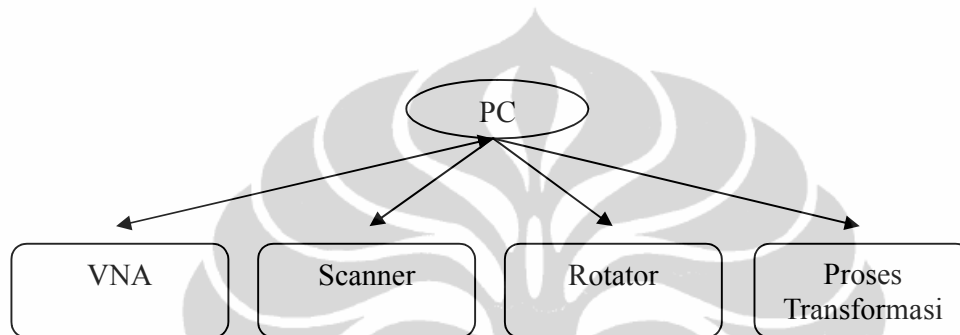 PC
VNA
Scanner
Rotator
Proses
Transformasi